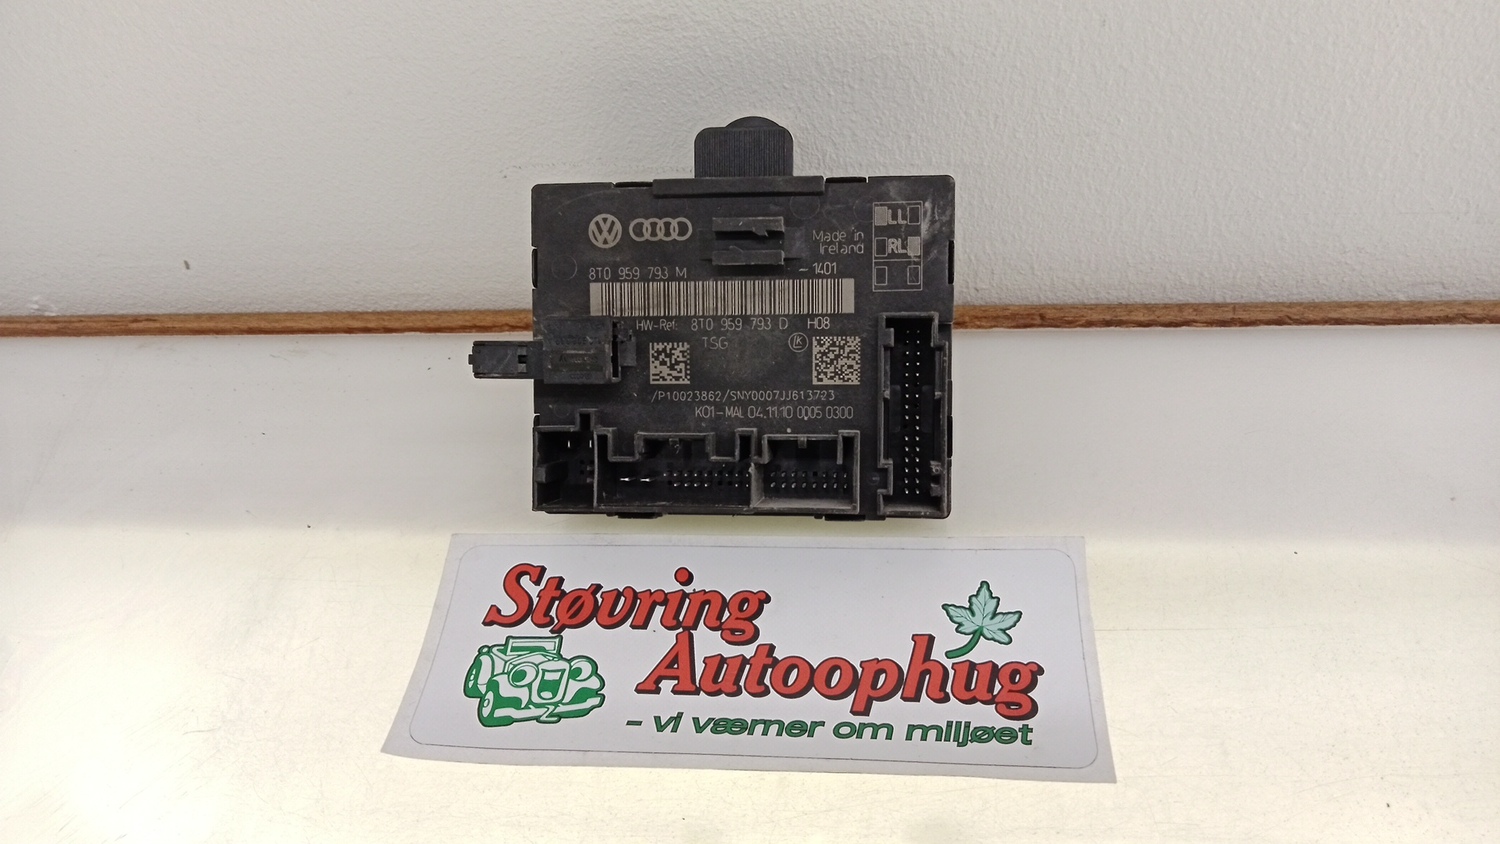 Made in
Ireland
LL
RL
8T0 959 793 M
-1401
HW-Ref: 8T0 959 793 D H08
TSG
LK
/P10023862/SNY0007JJ613723
K01-MAL 04.11.10 0005 0300
Støvring
Autoophug
- vi værner om miljøet